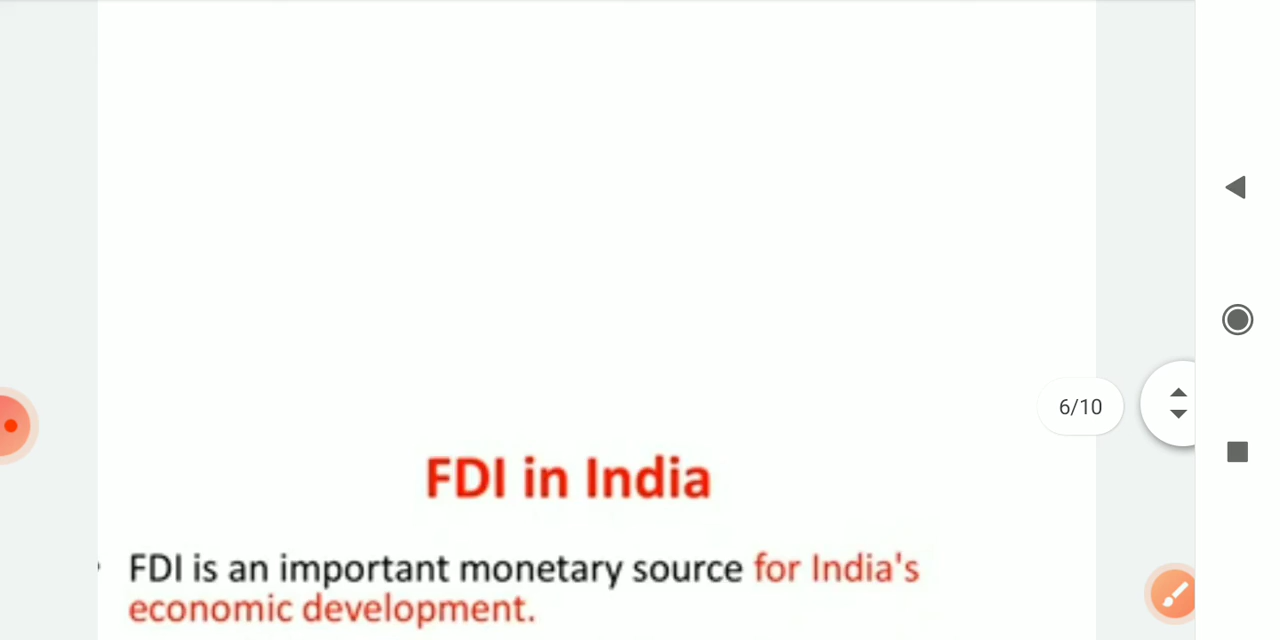 6/10
FDI in India
FDI is an important monetary source for India's
economic development.